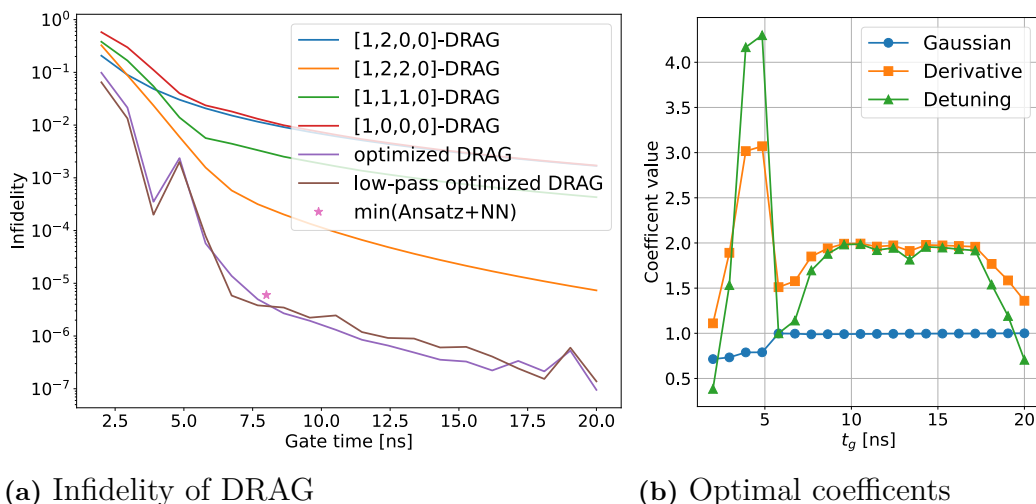 10^0
10^-1
10^-2
10^-3
10^-4
10^-5
10^-6
10^-7
Infidelity
[1,2,0,0]-DRAG
[1,2,2,0]-DRAG
[1,1,1,0]-DRAG
[1,0,0,0]-DRAG
optimized DRAG
low-pass optimized DRAG
min(Ansatz+NN)
2.5 5.0 7.5 10.0 12.5 15.0 17.5 20.0
Gate time [ns]
(a) Infidelity of DRAG
4.0
3.5
3.0
2.5
2.0
1.5
1.0
0.5
Coefficent value
Gaussian
Derivative
Detuning
5 10 15 20
t_g [ns]
(b) Optimal coefficents